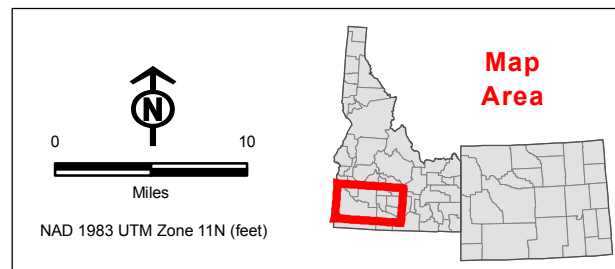 N
0 10
Miles
NAD 1983 UTM Zone 11N (feet)
Map
Area